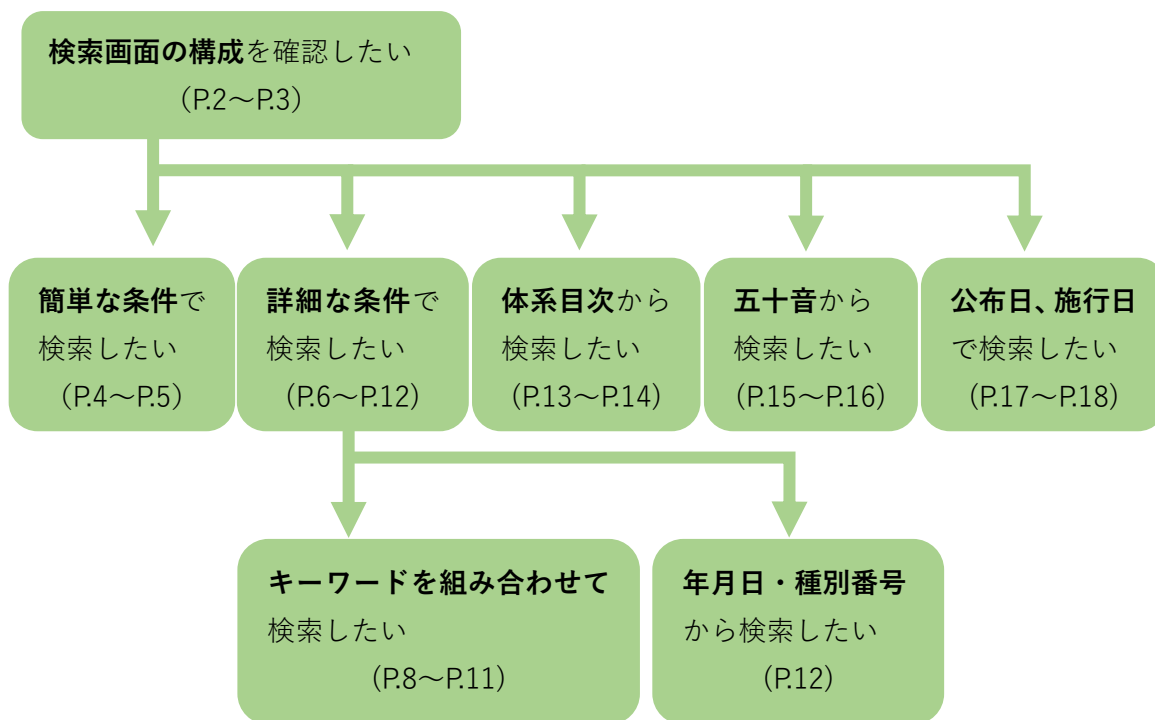 検索画面の構成を確認したい
（P.2～P.3）
簡単な条件で
検索したい
（P.4～P.5）
詳細な条件で
検索したい
（P.6～P.12）
体系目次から
検索したい
（P.13～P.14）
五十音から
検索したい
（P.15～P.16）
公布日、施行日
で検索したい
（P.17～P.18）
キーワードを組み合わせて
検索したい
（P.8～P.11）
年月日・種別番号
から検索したい
（P.12）